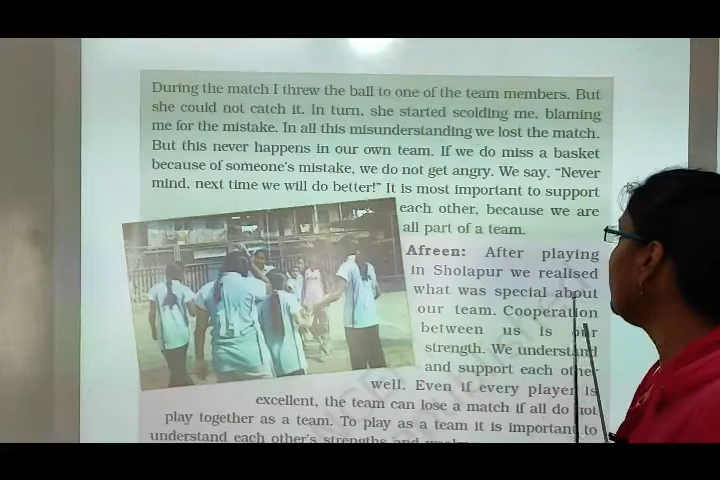 During the match I threw the ball to one of the team members. But
she could not catch it. In turn, she started scolding me, blaming
me for the mistake. In all this misunderstanding we lost the match.
But this never happens in our own team. If we do miss a basket
because of someone's mistake, we do not get angry. We say, "Never
mind, next time we will do better!" It is most important to support
each other, because we are
all part of a team.
Afreen: After playing
in Sholapur we realised
what was special about
our team. Cooperation
between us is our
strength. We understand
and support each other
well. Even if every player is
excellent, the team can lose a match if all do not
play together as a team. To play as a team it is important to
understand each other's strengths and